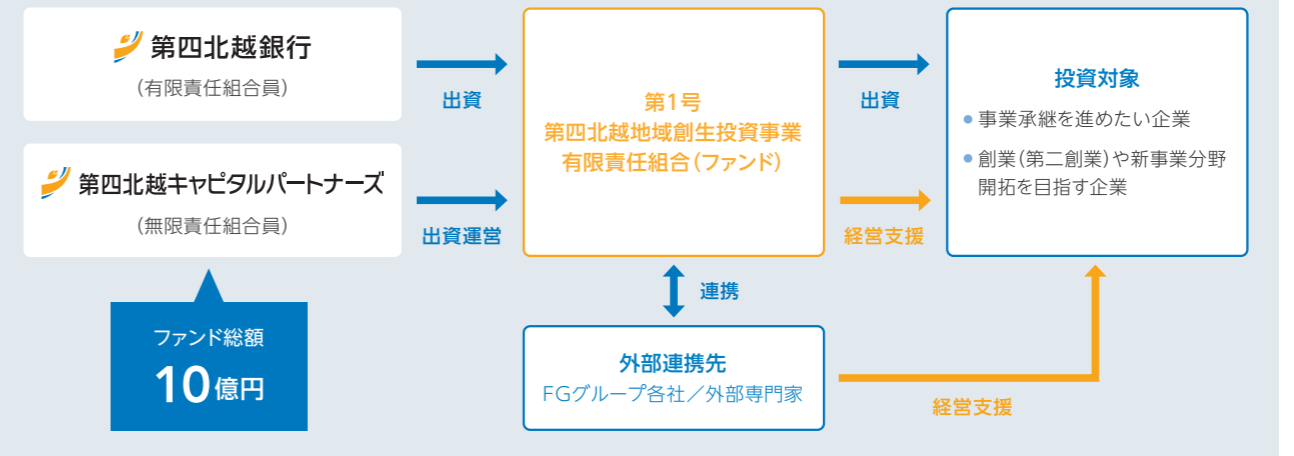 第四北越銀行
(有限責任組合員)
出資
第四北越キャピタルパートナーズ
(無限責任組合員)
出資運営
ファンド総額
10億円
第1号
第四北越地域創生投資事業
有限責任組合(ファンド)
出資
経営支援
連携
外部連携先
FGグループ各社/外部専門家
経営支援
投資対象
● 事業承継を進めたい企業
● 創業(第二創業)や新事業分野
開拓を目指す企業